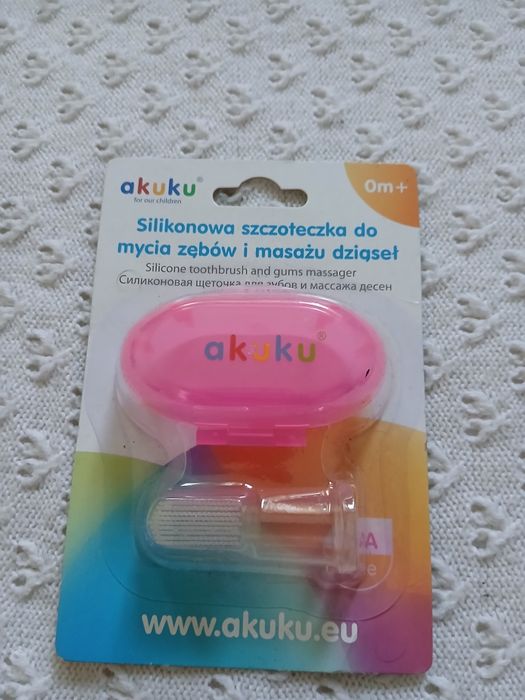 akuku®
for our children
0m+
Silikonowa szczoteczka do
mycia zębów i masażu dziąseł
Silicone toothbrush and gums massager
Силиконовая щеточка для зубов и массажа десен
akuku®
www.akuku.eu